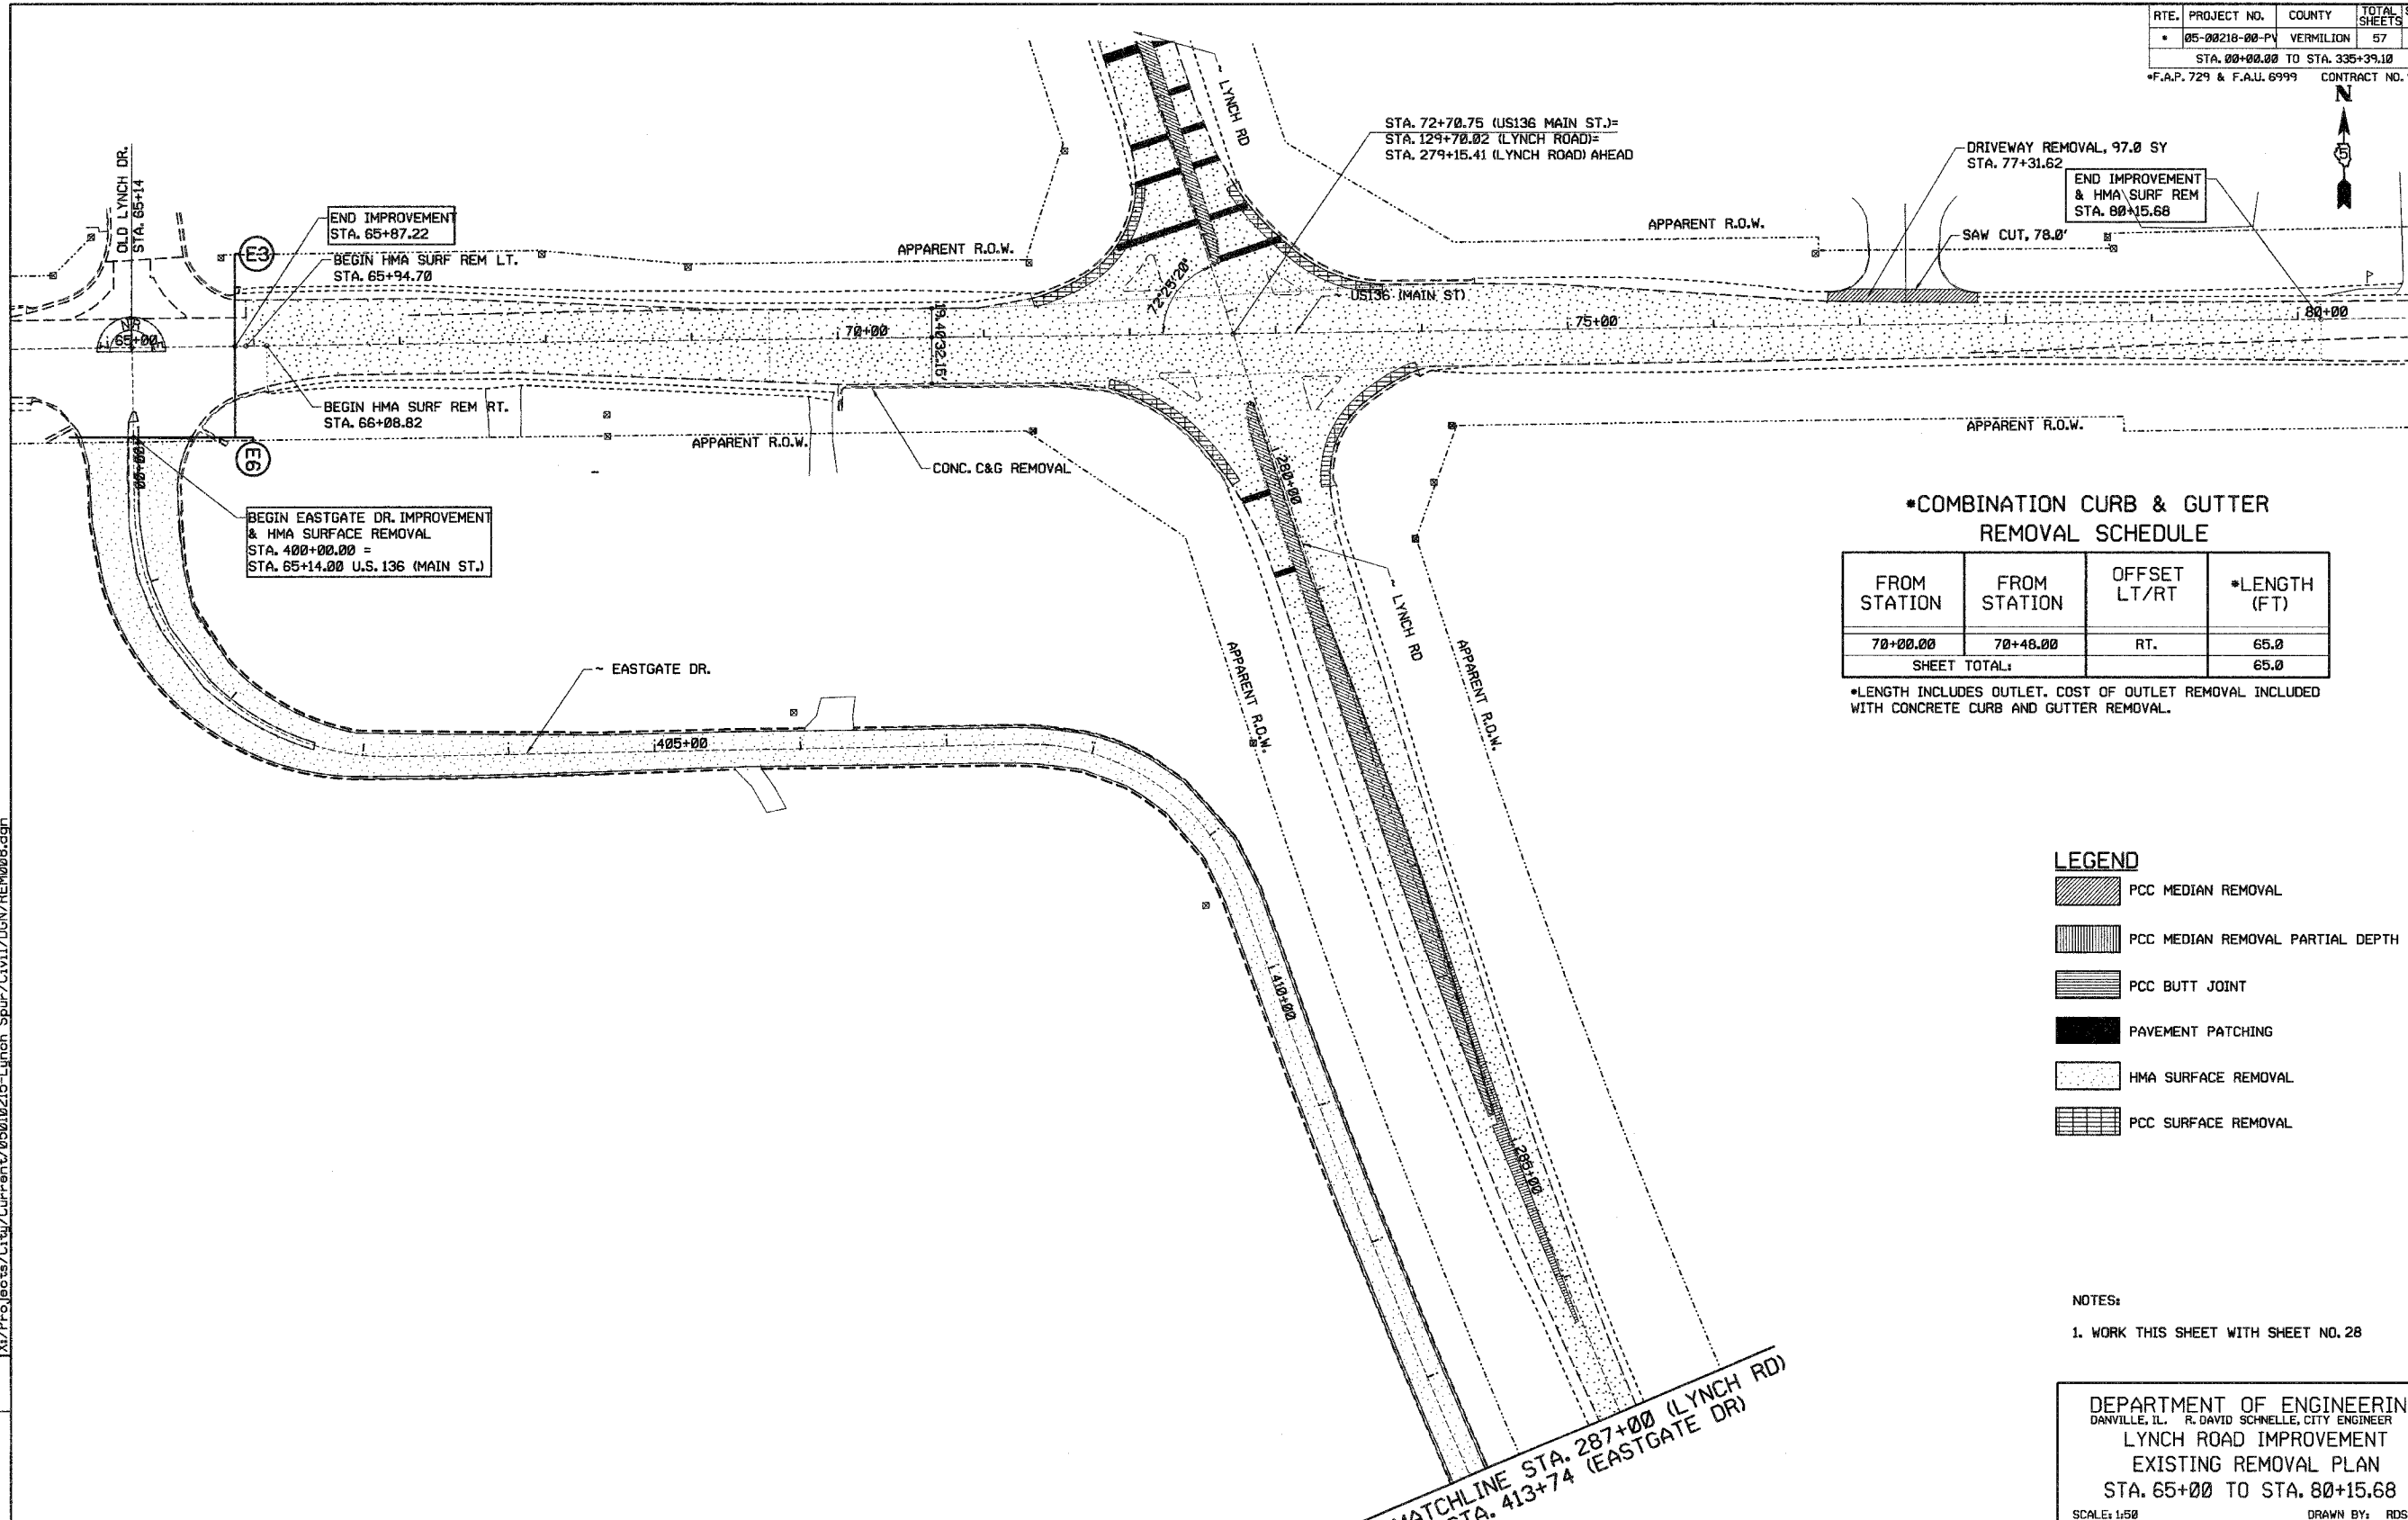 RTE. PROJECT NO. COUNTY TOTAL SHEETS
* 05-00218-00-PV VERMILION 57
STA. 00+00.00 TO STA. 335+39.10
*F.A.P. 729 & F.A.U. 6999 CONTRACT NO.
N
5
OLD LYNCH DR.
STA. 65+14
END IMPROVEMENT
STA. 65+87.22
E3
BEGIN HMA SURF REM LT.
STA. 65+94.70
APPARENT R.O.W.
~ LYNCH RD
STA. 72+70.75 (US136 MAIN ST.)=
STA. 129+70.02 (LYNCH ROAD)=
STA. 279+15.41 (LYNCH ROAD) AHEAD
APPARENT R.O.W.
DRIVEWAY REMOVAL, 97.0 SY
STA. 77+31.62
END IMPROVEMENT
& HMA SURF REM
STA. 80+15.68
SAW CUT, 78.0'
72°25'20"
~ US136 (MAIN ST)
65+00
70+00
75+00
80+00
BEGIN HMA SURF REM RT.
STA. 66+08.82
APPARENT R.O.W.
CONC. C&G REMOVAL
APPARENT R.O.W.
E6
280+00
BEGIN EASTGATE DR. IMPROVEMENT
& HMA SURFACE REMOVAL
STA. 400+00.00 =
STA. 65+14.00 U.S. 136 (MAIN ST.)
*COMBINATION CURB & GUTTER
REMOVAL SCHEDULE
FROM STATION FROM STATION OFFSET LT/RT *LENGTH (FT)
70+00.00 70+48.00 RT. 65.0
SHEET TOTAL: 65.0
*LENGTH INCLUDES OUTLET. COST OF OUTLET REMOVAL INCLUDED
WITH CONCRETE CURB AND GUTTER REMOVAL.
~ LYNCH RD
APPARENT R.O.W.
APPARENT R.O.W.
~ EASTGATE DR.
405+00
410+00
285+00
LEGEND
PCC MEDIAN REMOVAL
PCC MEDIAN REMOVAL PARTIAL DEPTH
PCC BUTT JOINT
PAVEMENT PATCHING
HMA SURFACE REMOVAL
PCC SURFACE REMOVAL
NOTES:
1. WORK THIS SHEET WITH SHEET NO. 28
MATCHLINE STA. 287+00 (LYNCH RD)
STA. 413+74 (EASTGATE DR)
DEPARTMENT OF ENGINEERIN
DANVILLE, IL. R. DAVID SCHNELLE, CITY ENGINEER
LYNCH ROAD IMPROVEMENT
EXISTING REMOVAL PLAN
STA. 65+00 TO STA. 80+15.68
SCALE: 1:50 DRAWN BY: RDS